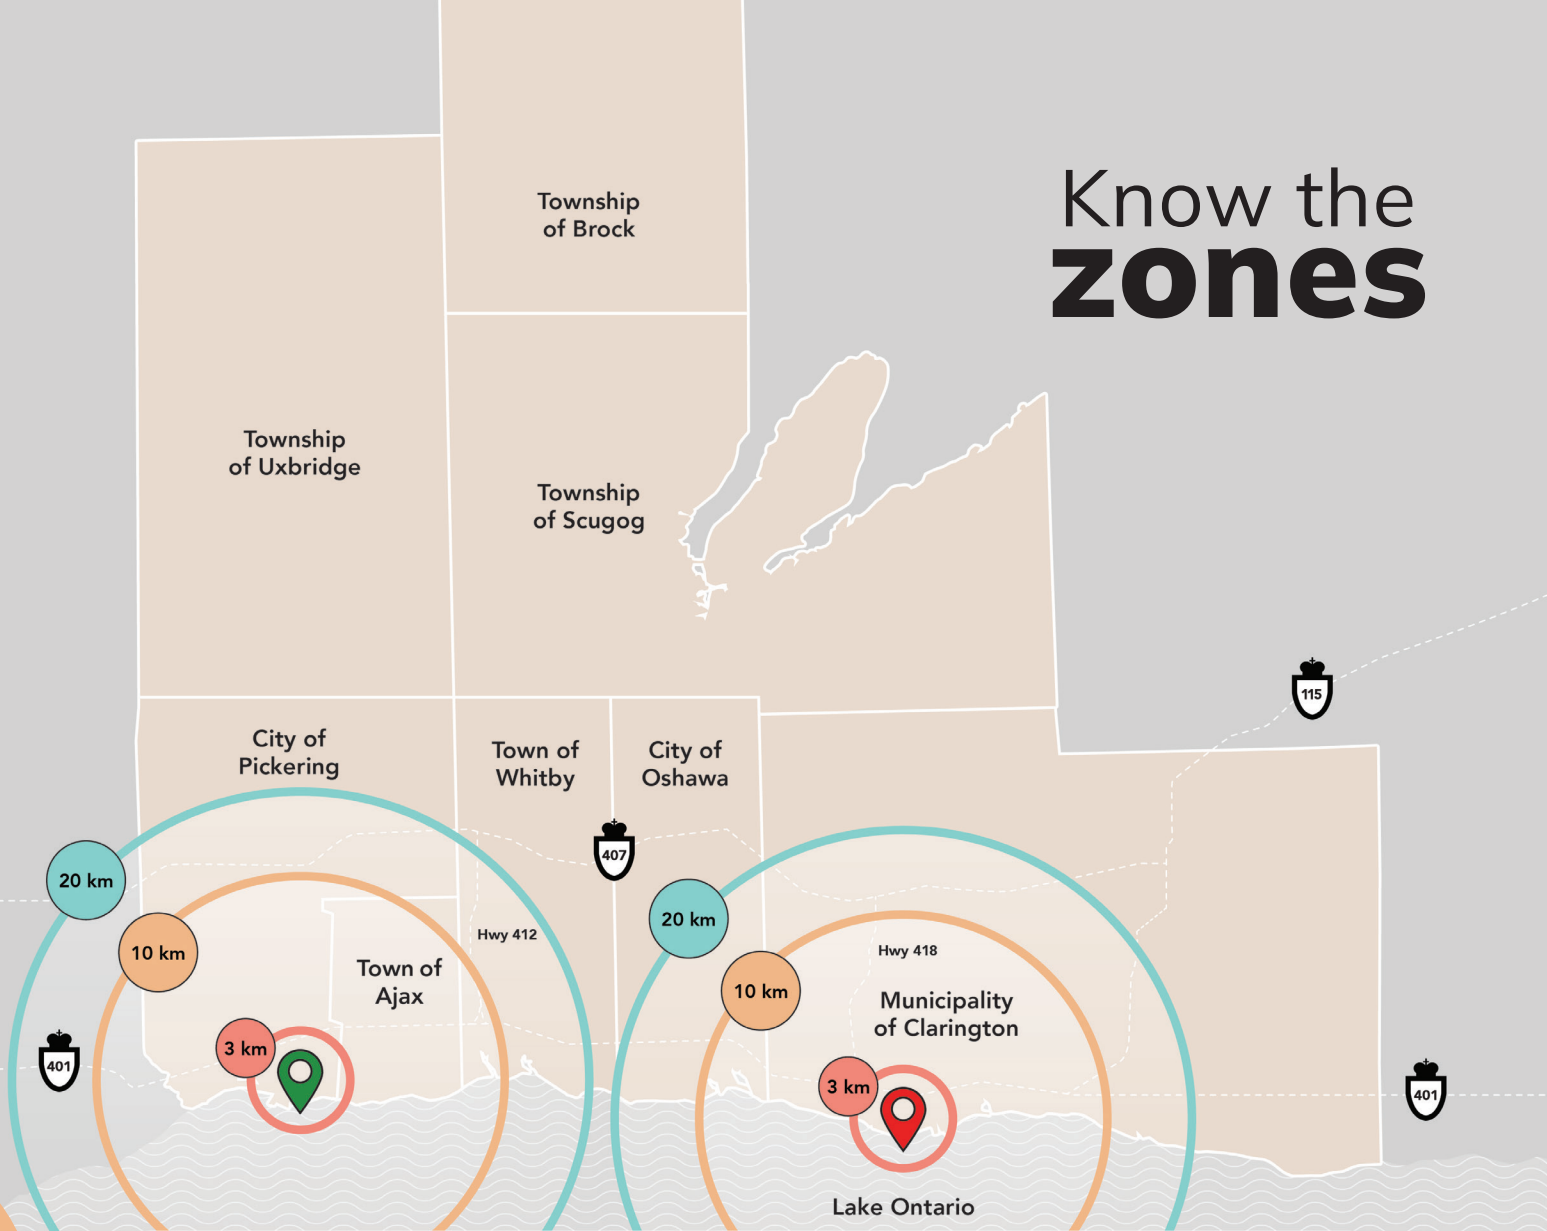 Know the
zones
Township
of Brock
Township
of Uxbridge
Township
of Scugog
115
City of
Pickering
Town of
Whitby
City of
Oshawa
407
20 km
20 km
10 km
Hwy 412
Hwy 418
Town of
Ajax
10 km
Municipality
of Clarington
3 km
401
3 km
401
Lake Ontario